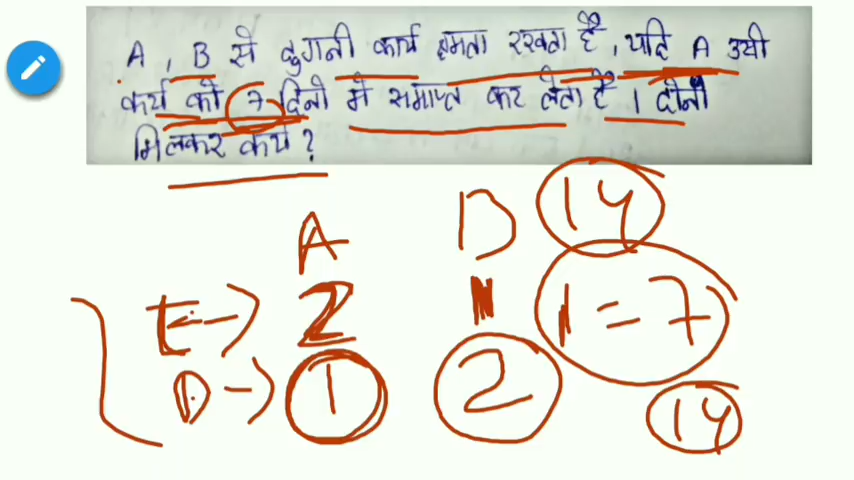 A, B से दुगनी कार्य क्षमता रखता है, यदि A उसी
कार्य को 7 दिनो मे समाप्त कर लेता है । दोनो
मिलकर कार्य ?
A B 14
E → 2 1 1 = 7
D → 1 2 14